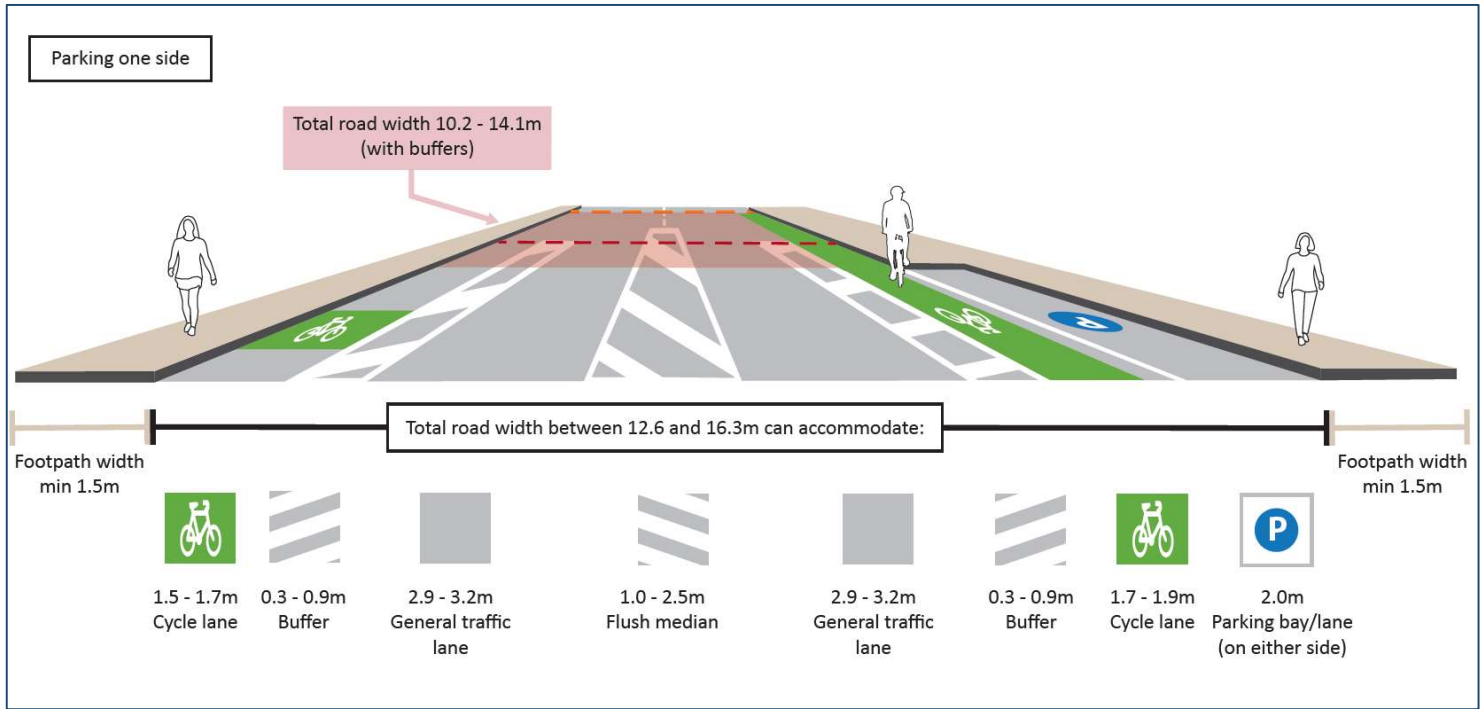 Parking one side
Total road width 10.2 - 14.1m
(with buffers)
P
Total road width between 12.6 and 16.3m can accommodate:
Footpath width
min 1.5m
Footpath width
min 1.5m
P
1.5 - 1.7m
Cycle lane
0.3 - 0.9m
Buffer
2.9 - 3.2m
General traffic
lane
1.0 - 2.5m
Flush median
2.9 - 3.2m
General traffic
lane
0.3 - 0.9m
Buffer
1.7 - 1.9m
Cycle lane
2.0m
Parking bay/lane
(on either side)